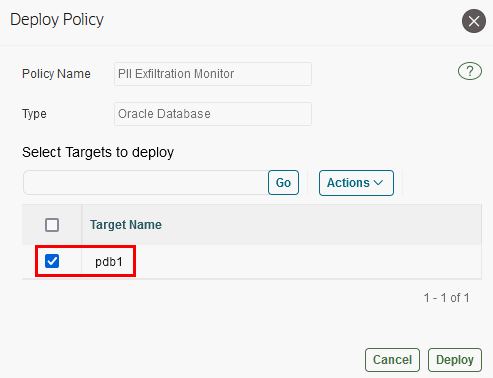 Deploy Policy
Policy Name PII Exfiltration Monitor
?
Type Oracle Database
Select Targets to deploy
Go Actions
Target Name
pdb1
1 - 1 of 1
Cancel Deploy